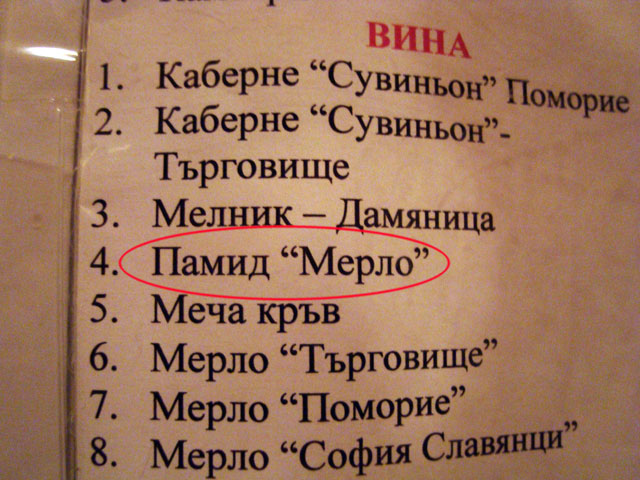 ВИНА
1. Каберне “Сувиньон” Поморие
2. Каберне “Сувиньон”-
Търговище
3. Мелник – Дамяница
4. Памид “Мерло”
5. Меча кръв
6. Мерло “Търговище”
7. Мерло “Поморие”
8. Мерло “София Славянци”